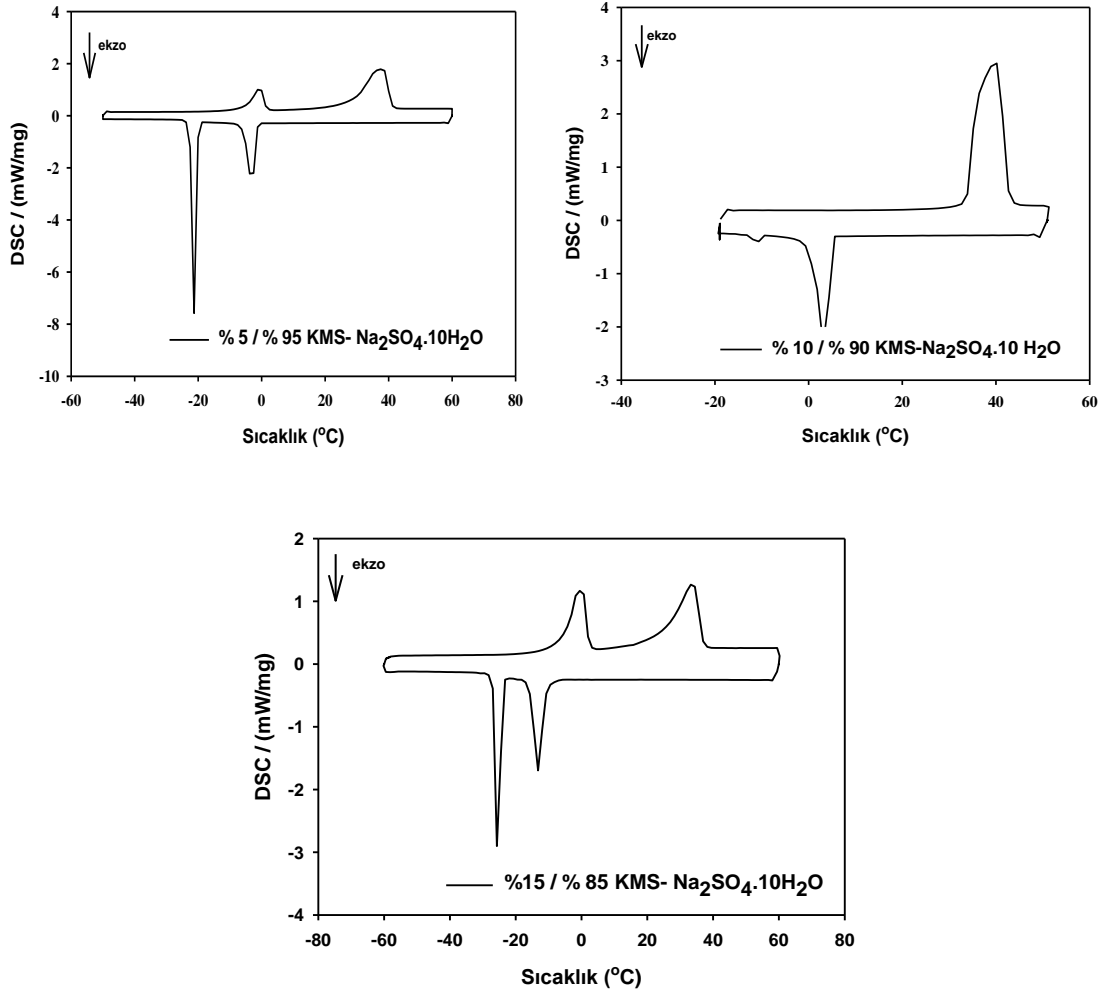 4
2
0
-2
-4
-6
-8
-10
DSC / (mW/mg)
ekzo
% 5 / % 95 KMS- Na2SO4.10H2O
-60 -40 -20 0 20 40 60 80
Sıcaklık (oC)
4
3
2
1
0
-1
-2
-3
DSC / (mW/mg)
ekzo
% 10 / % 90 KMS-Na2SO4.10 H2O
-40 -20 0 20 40 60
Sıcaklık (oC)
2
1
0
-1
-2
-3
-4
DSC / (mW/mg)
ekzo
%15 / % 85 KMS- Na2SO4.10H2O
-80 -60 -40 -20 0 20 40 60 80
Sıcaklık (oC)